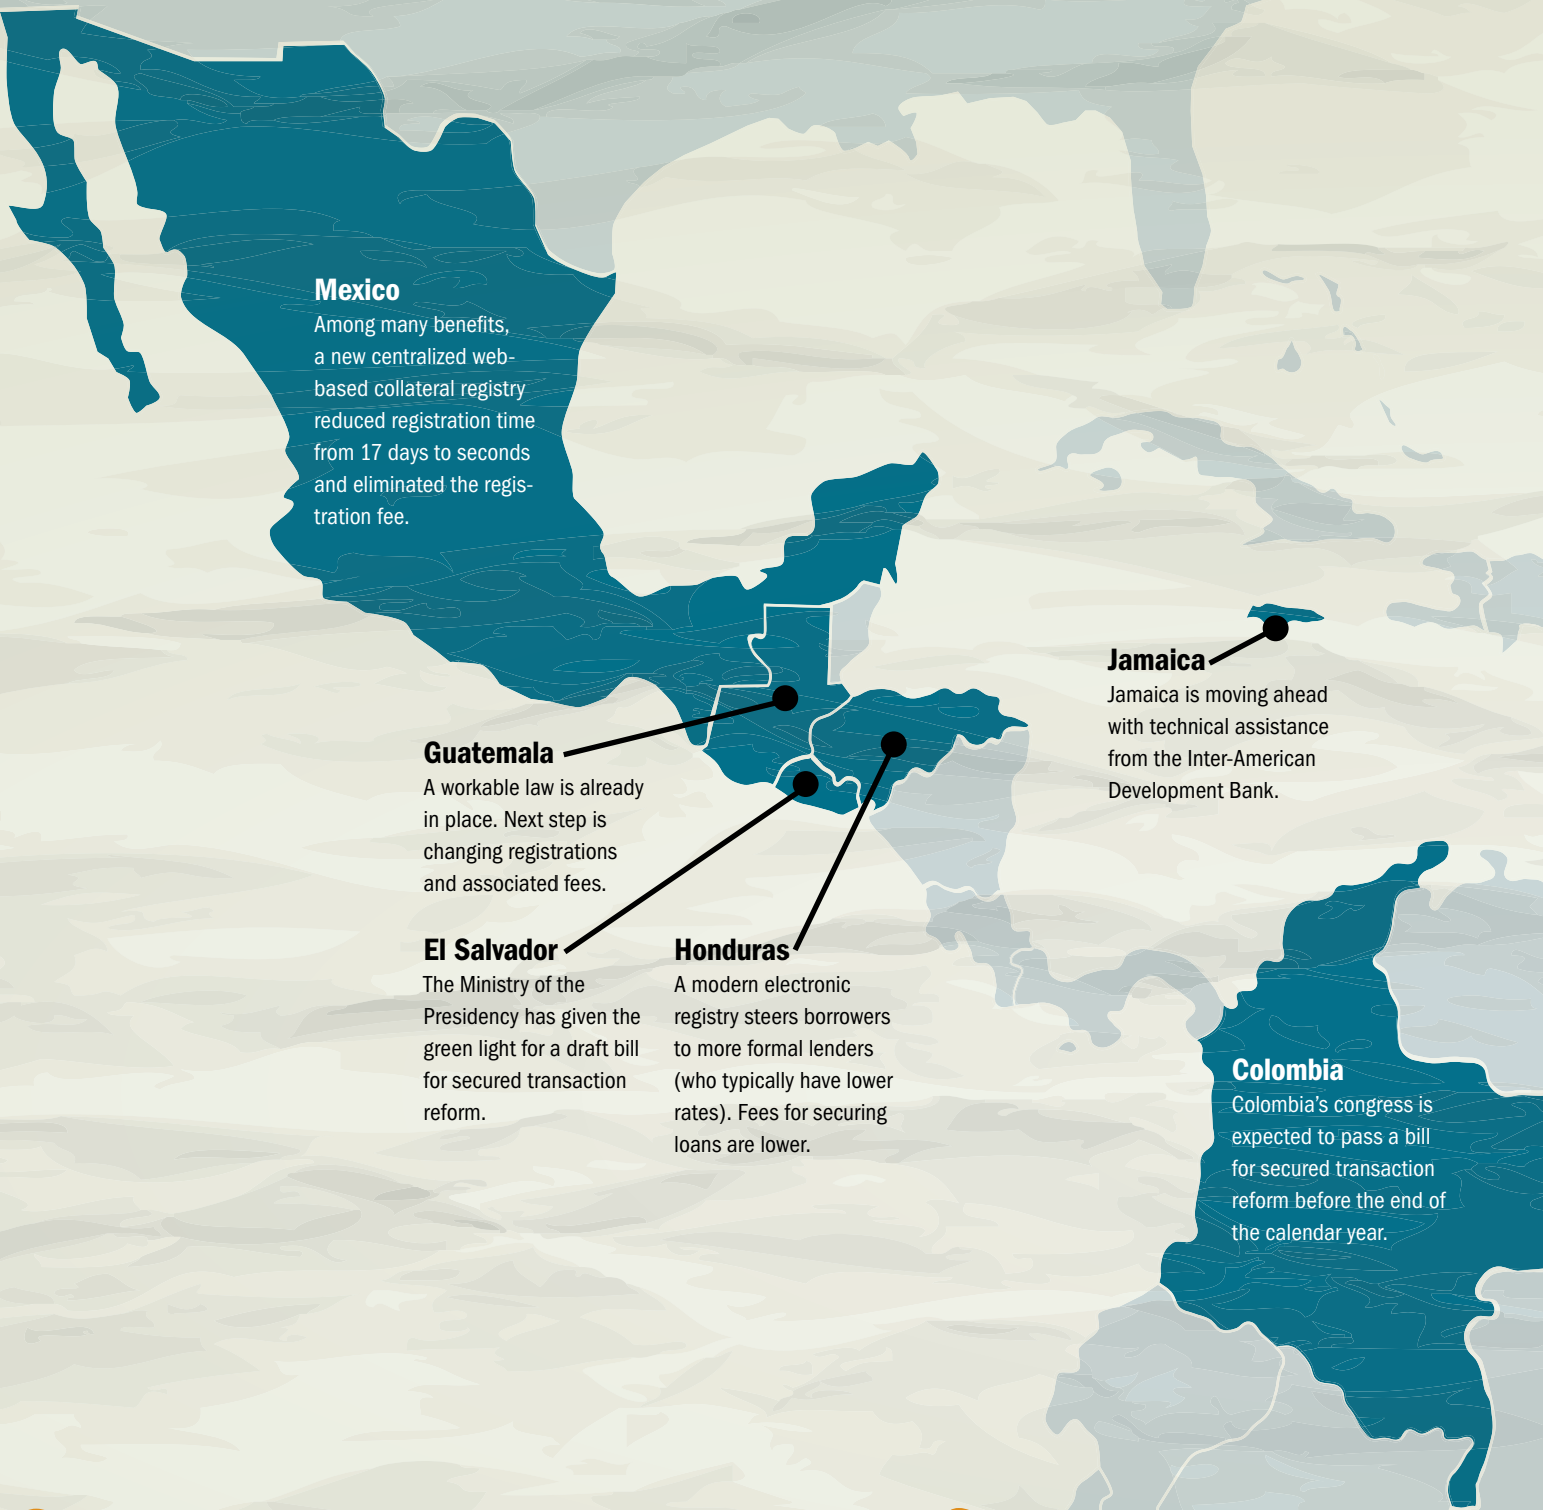 Mexico
Among many benefits,
a new centralized web-
based collateral registry
reduced registration time
from 17 days to seconds
and eliminated the regis-
tration fee.
Jamaica
Jamaica is moving ahead
with technical assistance
from the Inter-American
Development Bank.
Guatemala
A workable law is already
in place. Next step is
changing registrations
and associated fees.
El Salvador
The Ministry of the
Presidency has given the
green light for a draft bill
for secured transaction
reform.
Honduras
A modern electronic
registry steers borrowers
to more formal lenders
(who typically have lower
rates). Fees for securing
loans are lower.
Colombia
Colombia’s congress is
expected to pass a bill
for secured transaction
reform before the end of
the calendar year.